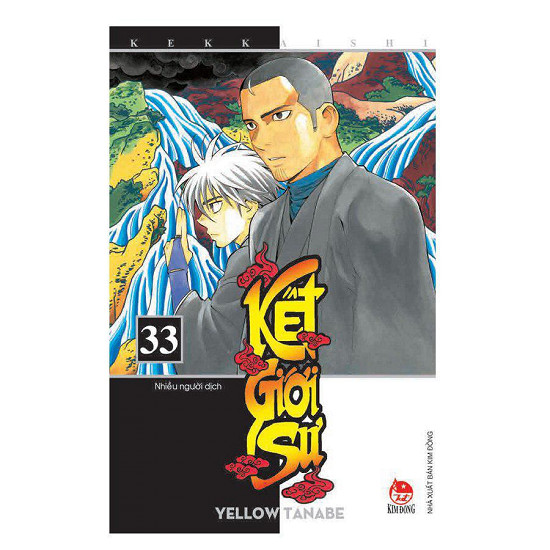 KEKKAISHI
33
Nhiều người dịch
KẾT
GIỚI
SƯ
YELLOW TANABE
KIM ĐỒNG
NHÀ XUẤT BẢN KIM ĐỒNG